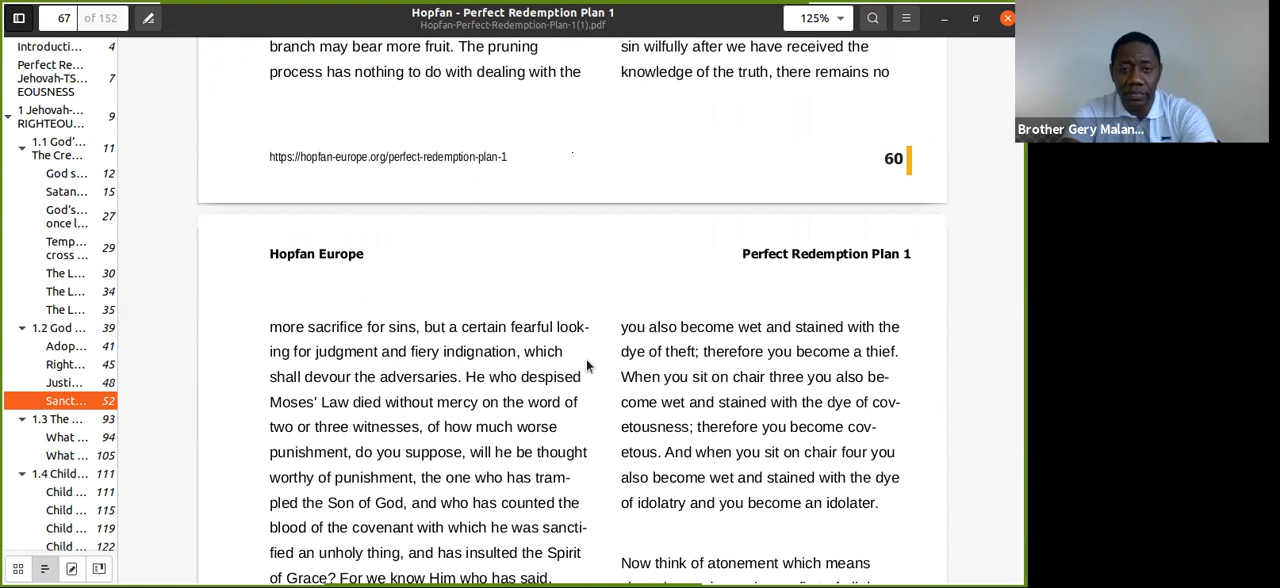 67
of 152
Hopfan - Perfect Redemption Plan 1
Hopfan-Perfect-Redemption-Plan-1(1).pdf
125%
Introducti... 4
Perfect Re...
Jehovah-TS... 7
EOUSNESS
1 Jehovah-... 9
RIGHTEOU...
1.1 God'... 11
The Cre...
God s... 12
Satan... 15
God's... 27
once l...
Temp... 29
cross ...
The L... 30
The L... 34
The L... 35
1.2 God ... 39
Adop... 41
Right... 45
Justi... 48
Sanct... 52
1.3 The ... 93
What ... 94
What ... 105
1.4 Child... 111
Child ... 111
Child ... 115
Child ... 119
Child ... 122
branch may bear more fruit. The pruning
process has nothing to do with dealing with the
sin wilfully after we have received the
knowledge of the truth, there remains no
https://hopfan-europe.org/perfect-redemption-plan-1
60
Hopfan Europe
Perfect Redemption Plan 1
more sacrifice for sins, but a certain fearful look-
ing for judgment and fiery indignation, which
shall devour the adversaries. He who despised
Moses' Law died without mercy on the word of
two or three witnesses, of how much worse
punishment, do you suppose, will he be thought
worthy of punishment, the one who has tram-
pled the Son of God, and who has counted the
blood of the covenant with which he was sancti-
fied an unholy thing, and has insulted the Spirit
of Grace? For we know Him who has said,
you also become wet and stained with the
dye of theft; therefore you become a thief.
When you sit on chair three you also be-
come wet and stained with the dye of cov-
etousness; therefore you become cov-
etous. And when you sit on chair four you
also become wet and stained with the dye
of idolatry and you become an idolater.
Now think of atonement which means
Brother Gery Malan...